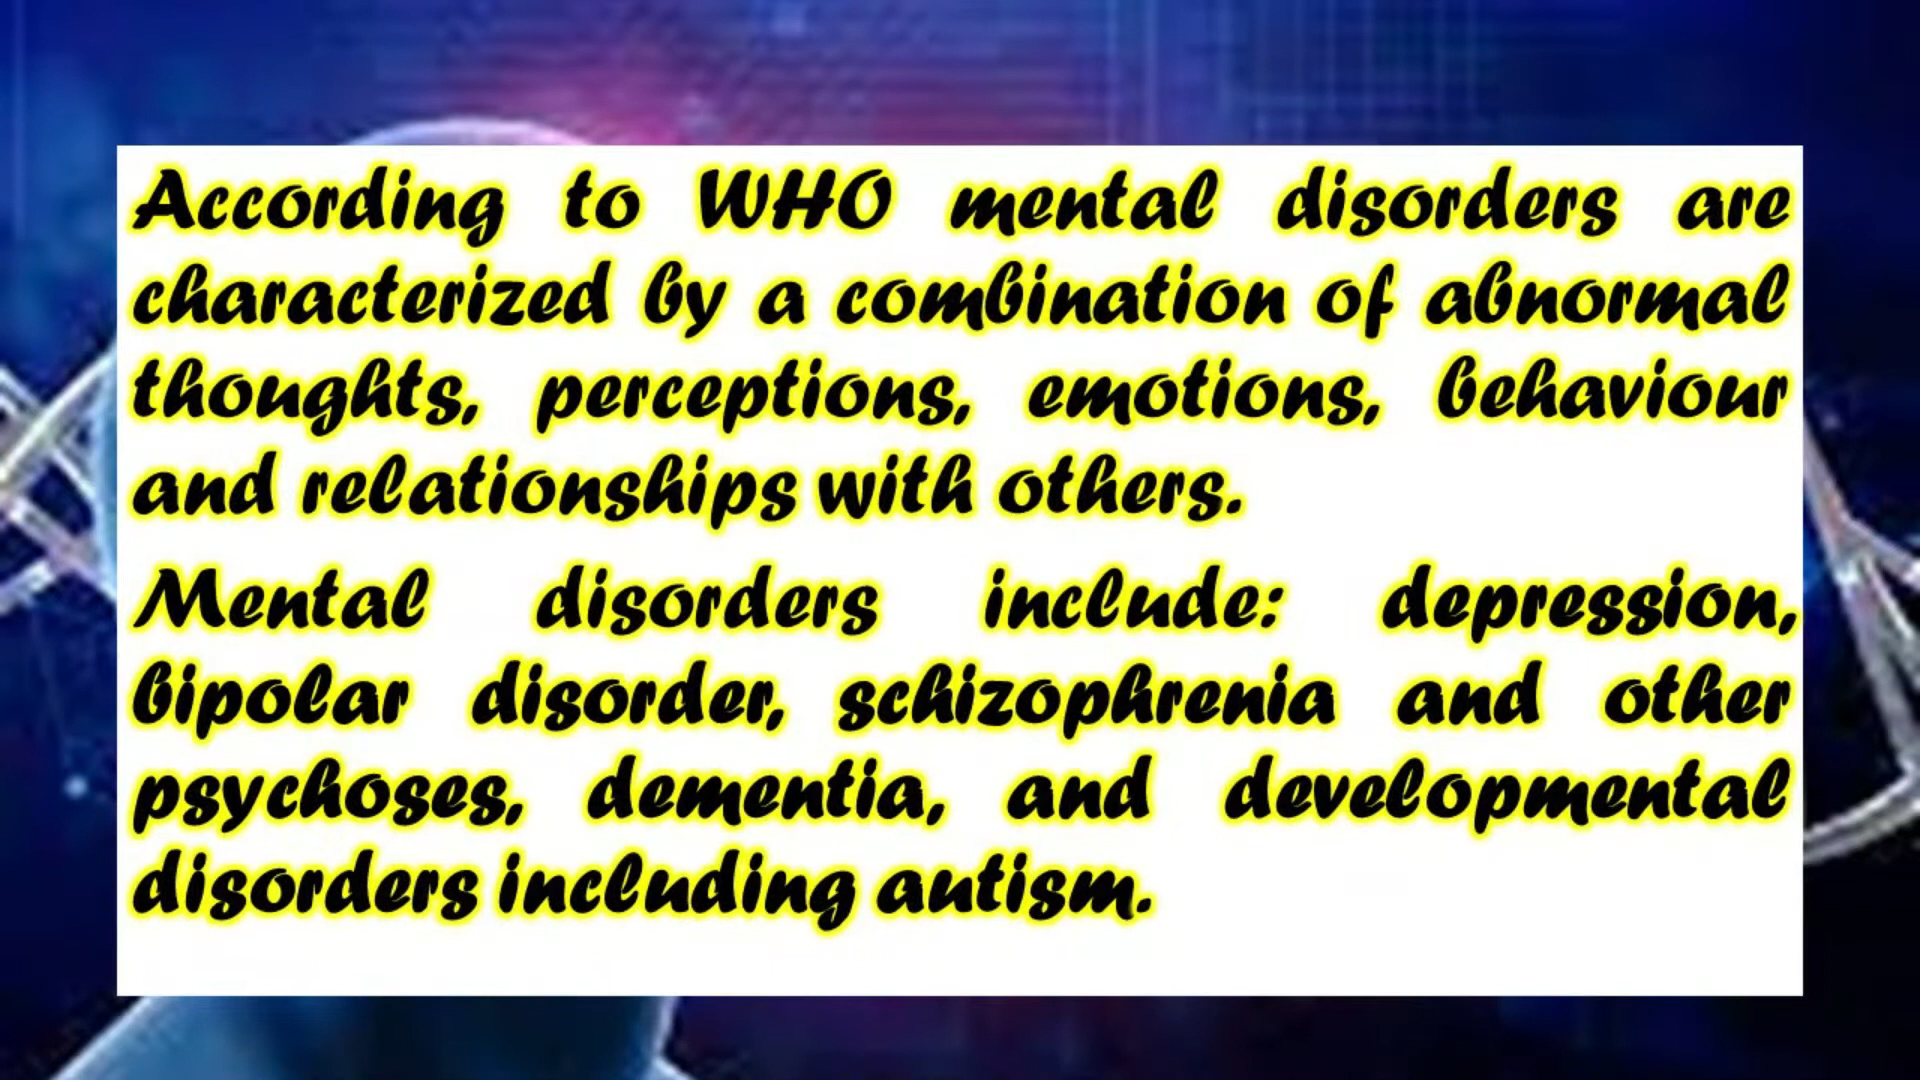 According to WHO mental disorders are
characterized by a combination of abnormal
thoughts, perceptions, emotions, behaviour
and relationships with others.
Mental disorders include: depression,
bipolar disorder, schizophrenia and other
psychoses, dementia, and developmental
disorders including autism.